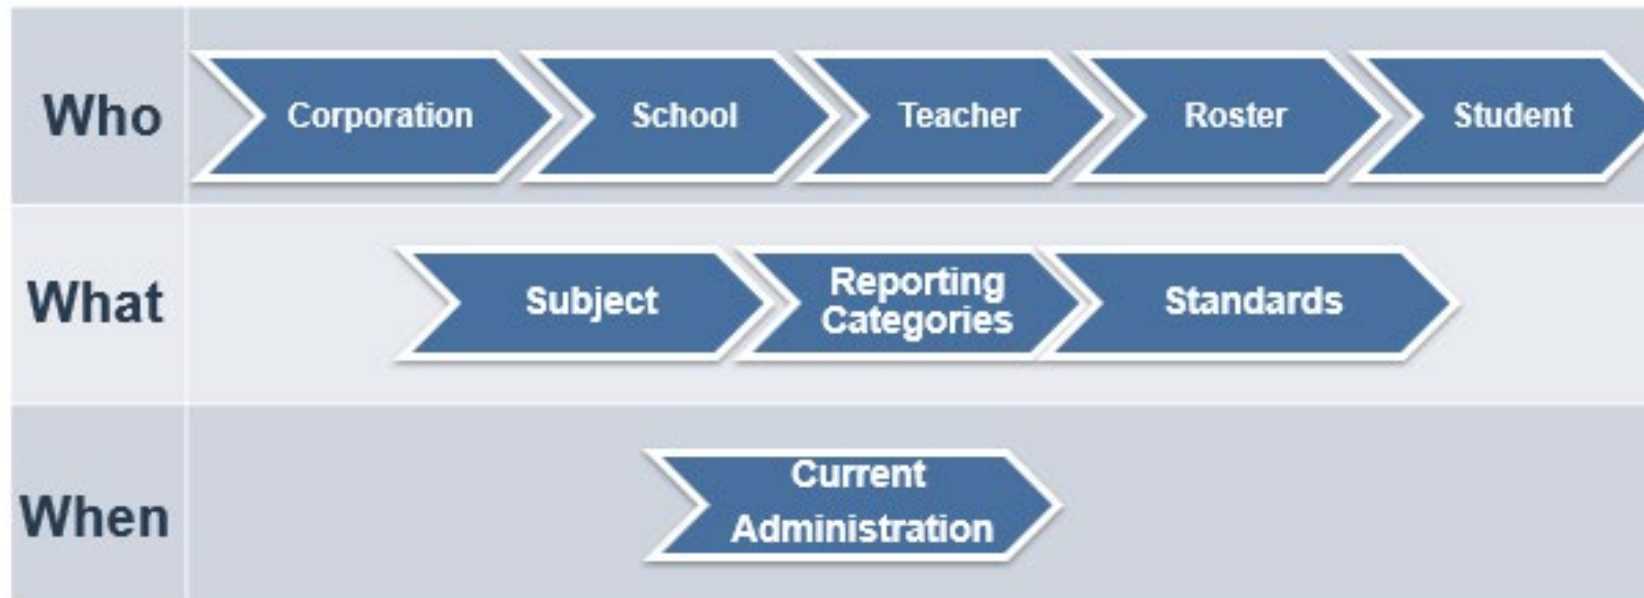 Who
Corporation
School
Teacher
Roster
Student
What
Subject
Reporting
Categories
Standards
When
Current
Administration